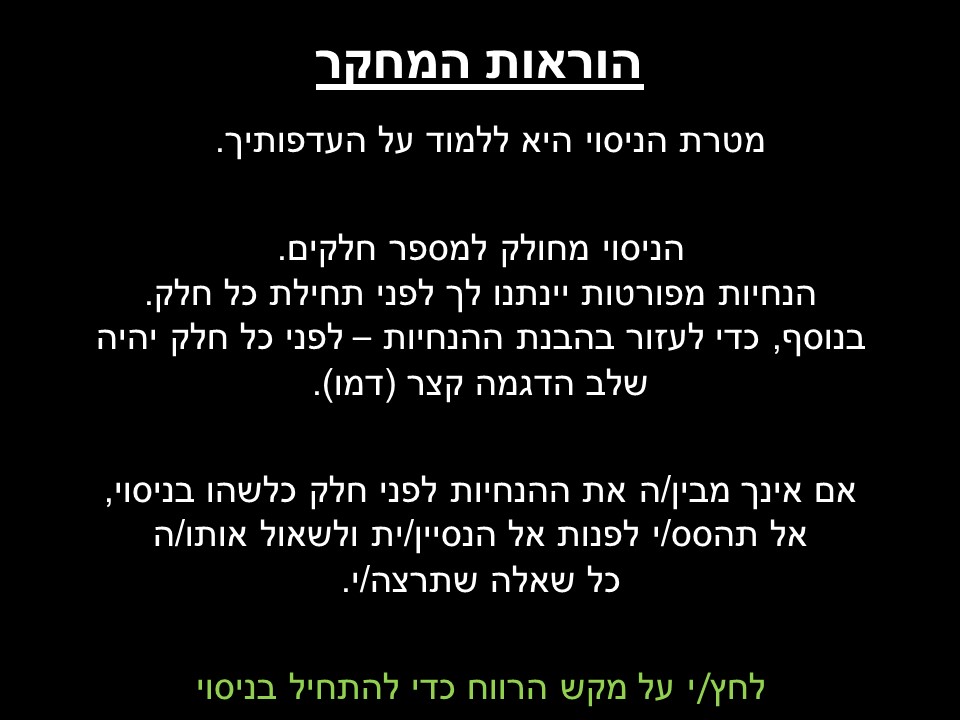 הוראות המחקר
מטרת הניסוי היא ללמוד על העדפותיך.
הניסוי מחולק למספר חלקים.
הנחיות מפורטות יינתנו לך לפני תחילת כל חלק.
בנוסף, כדי לעזור בהבנת ההנחיות – לפני כל חלק יהיה
שלב הדגמה קצר (דמו).
אם אינך מבין/ה את ההנחיות לפני חלק כלשהו בניסוי,
אל תהסס/י לפנות אל הנסיין/ית ולשאול אותו/ה
כל שאלה שתרצה/י.
לחץ/י על מקש הרווח כדי להתחיל בניסוי